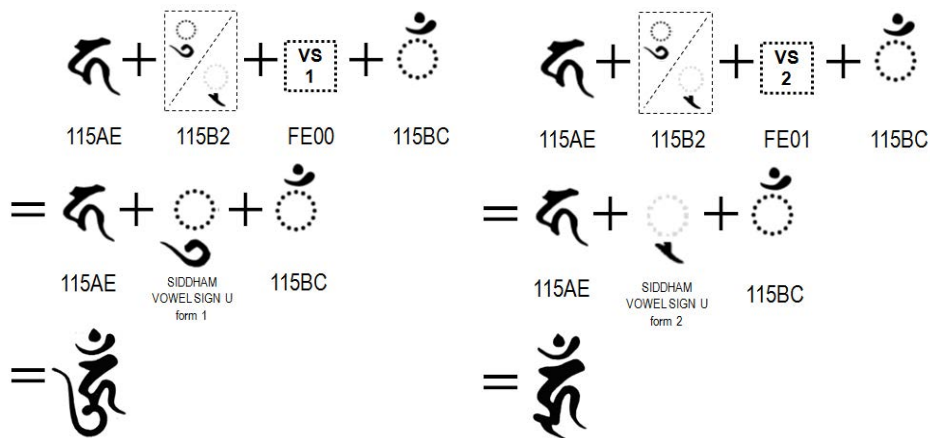 𑖮 + ◌𑖲 + VS 1 + ◌𑖼
115AE 115B2 FE00 115BC
= 𑖮 + ◌𑖲︀ + ◌𑖼
115AE SIDDHAM VOWEL SIGN U form 1 115BC
= 𑖮𑖲︀𑖼
𑖮 + ◌𑖲 + VS 2 + ◌𑖼
115AE 115B2 FE01 115BC
= 𑖮 + ◌𑖲︁ + ◌𑖼
115AE SIDDHAM VOWEL SIGN U form 2 115BC
= 𑖮𑖲︁𑖼